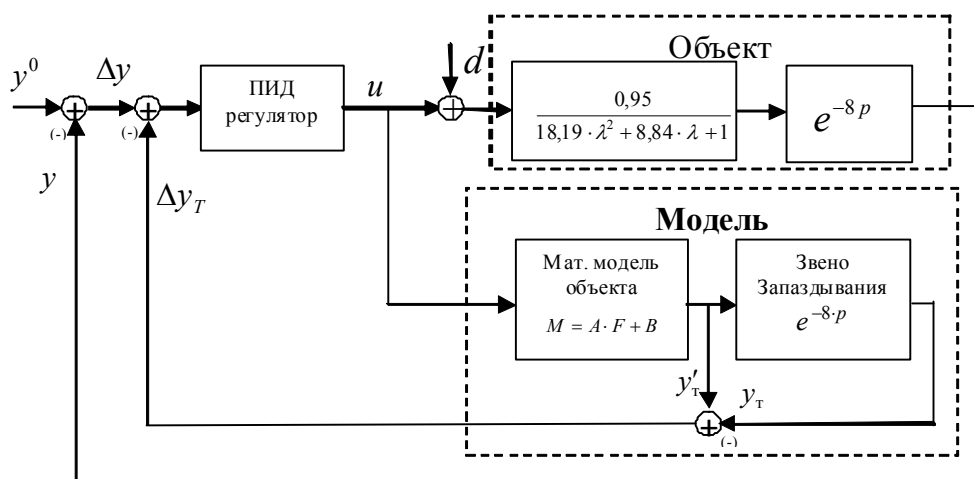 Объект
y⁰
Δy
(-)
(-)
ПИД
регулятор
u
d
0,95
18,19 · λ² + 8,84 · λ + 1
e⁻⁸ᵖ
y
Δy_T
Модель
Мат. модель
объекта
M = A · F + B
Звено
Запаздывания
e^{-8·p}
y′_т
y_т
(-)